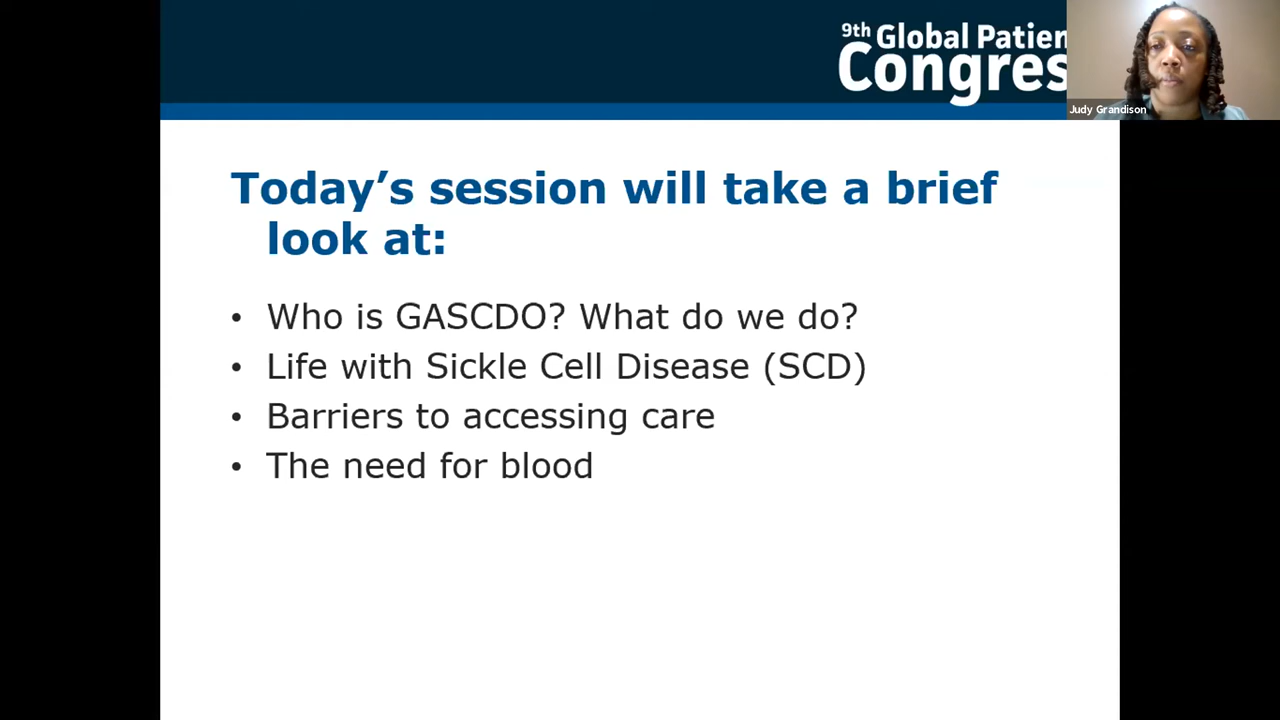 9th Global Patien
Congres
Judy Grandison
Today’s session will take a brief
look at:
• Who is GASCDO? What do we do?
• Life with Sickle Cell Disease (SCD)
• Barriers to accessing care
• The need for blood